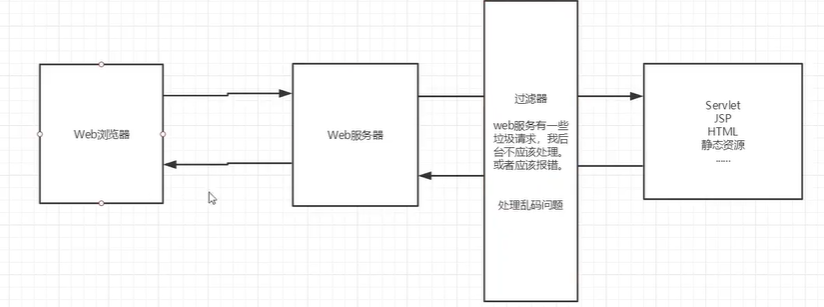 Web浏览器
Web服务器
过滤器
web服务有一些
垃圾请求，我后
台不应该处理。
或者应该报错。
处理乱码问题
Servlet
JSP
HTML
静态资源
......